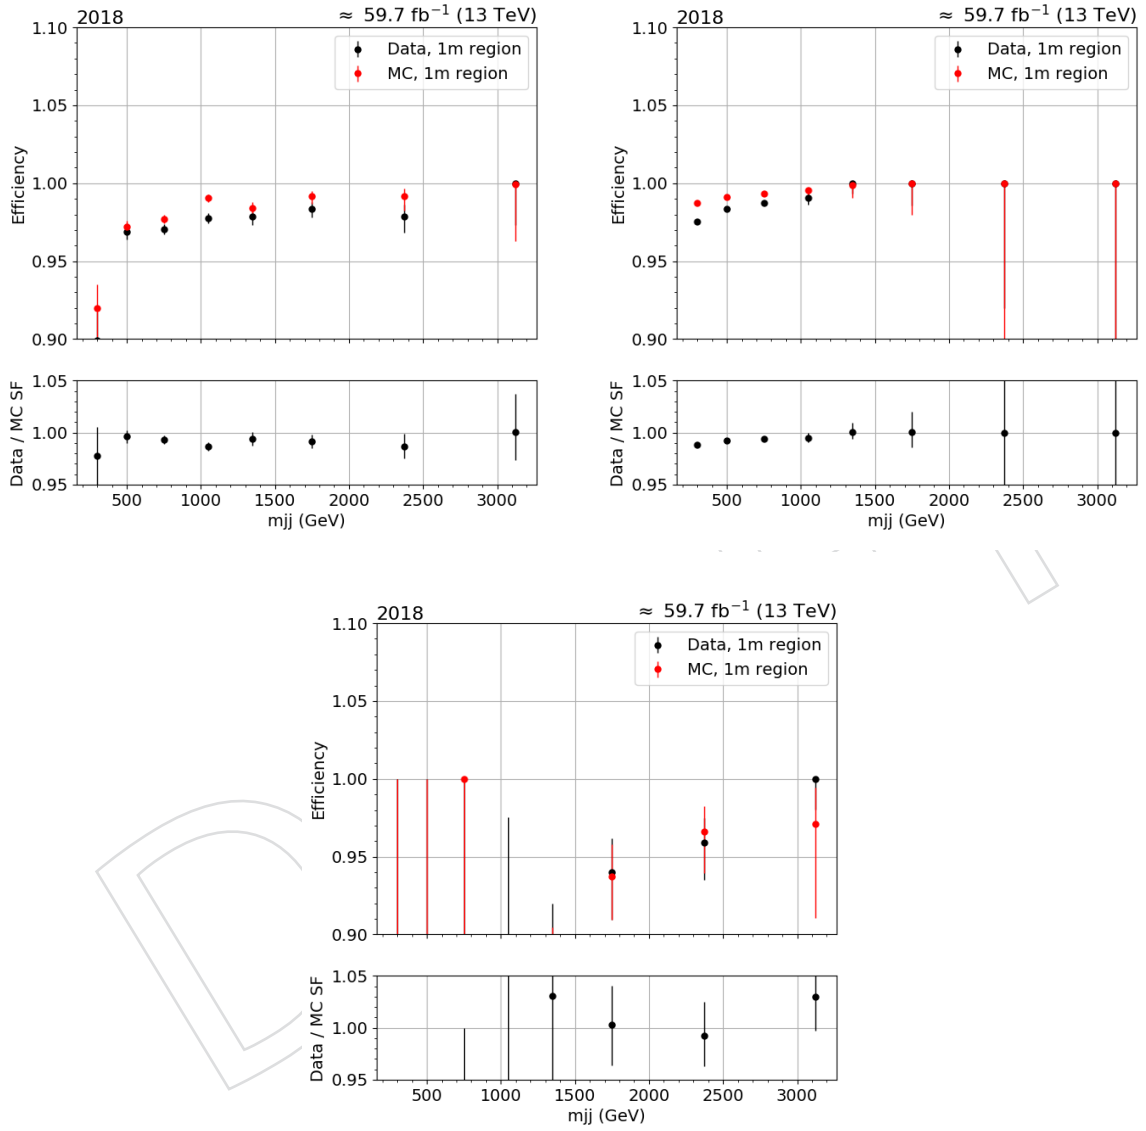 2018 ≈ 59.7 fb⁻¹ (13 TeV)
1.10
Data, 1m region
MC, 1m region
1.05
1.00
0.95
0.90
Efficiency
1.05
1.00
0.95
Data / MC SF
500 1000 1500 2000 2500 3000
mjj (GeV)
2018 ≈ 59.7 fb⁻¹ (13 TeV)
1.10
Data, 1m region
MC, 1m region
1.05
1.00
0.95
0.90
Efficiency
1.05
1.00
0.95
Data / MC SF
500 1000 1500 2000 2500 3000
mjj (GeV)
2018 ≈ 59.7 fb⁻¹ (13 TeV)
1.10
Data, 1m region
MC, 1m region
1.05
1.00
0.95
0.90
Efficiency
1.05
1.00
0.95
Data / MC SF
500 1000 1500 2000 2500 3000
mjj (GeV)